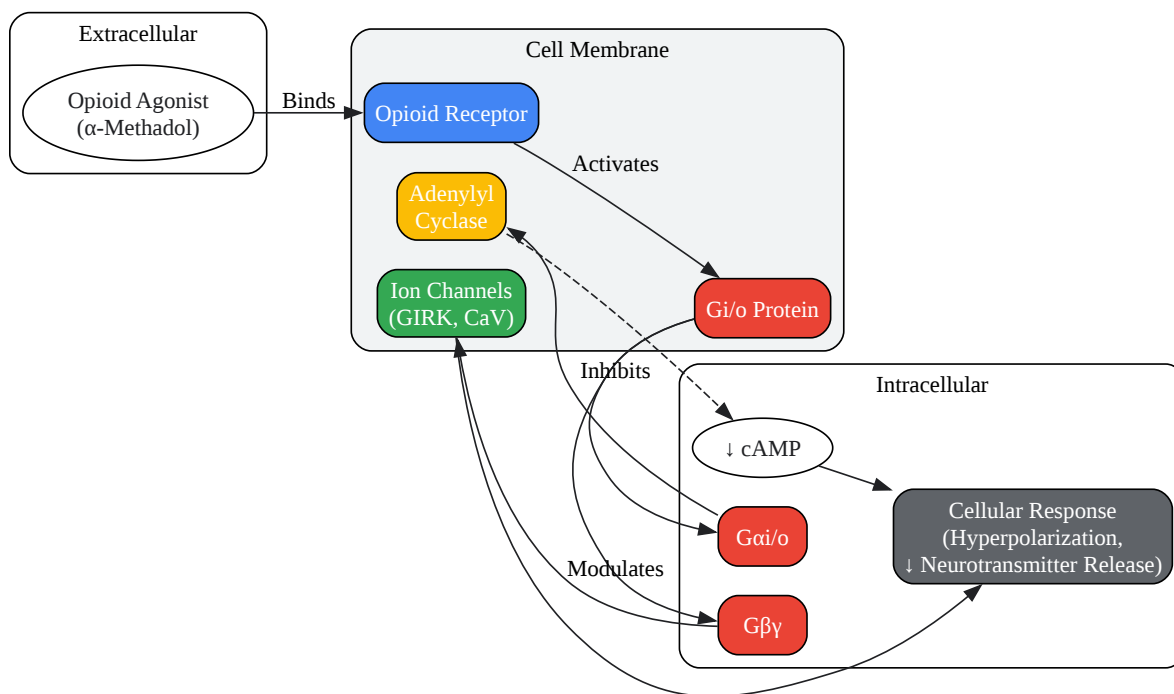 Extracellular
Opioid Agonist
(α-Methadol)
Binds
Cell Membrane
Opioid Receptor
Activates
Adenylyl
Cyclase
Ion Channels
(GIRK, CaV)
Gi/o Protein
Inhibits
Intracellular
↓ cAMP
Cellular Response
(Hyperpolarization,
↓ Neurotransmitter Release)
Gαi/o
Modulates
Gβγ